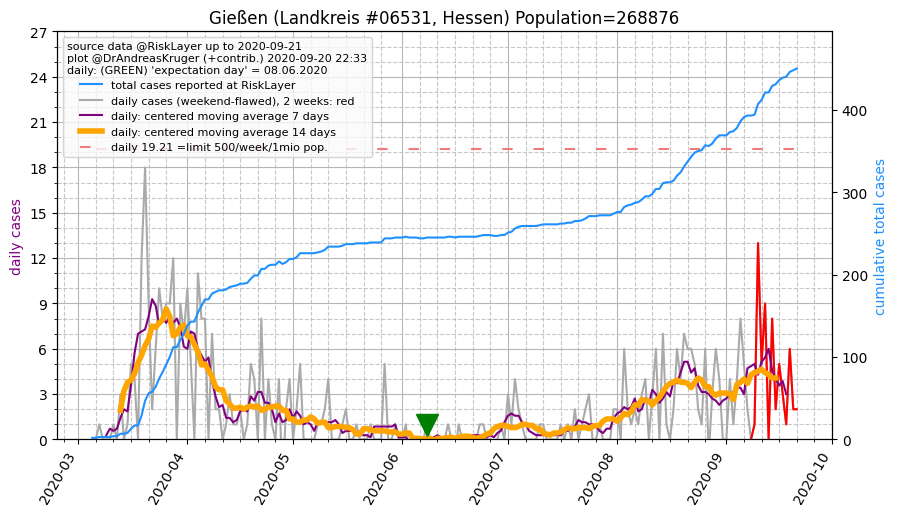 Gießen (Landkreis #06531, Hessen) Population=268876
source data @RiskLayer up to 2020-09-21
plot @DrAndreasKruger (+contrib.) 2020-09-20 22:33
daily: (GREEN) 'expectation day' = 08.06.2020
total cases reported at RiskLayer
daily cases (weekend-flawed), 2 weeks: red
daily: centered moving average 7 days
daily: centered moving average 14 days
daily 19.21 =limit 500/week/1mio pop.
daily cases
27
24
21
18
15
12
9
6
3
0
cumulative total cases
400
300
200
100
0
2020-03
2020-04
2020-05
2020-06
2020-07
2020-08
2020-09
2020-10